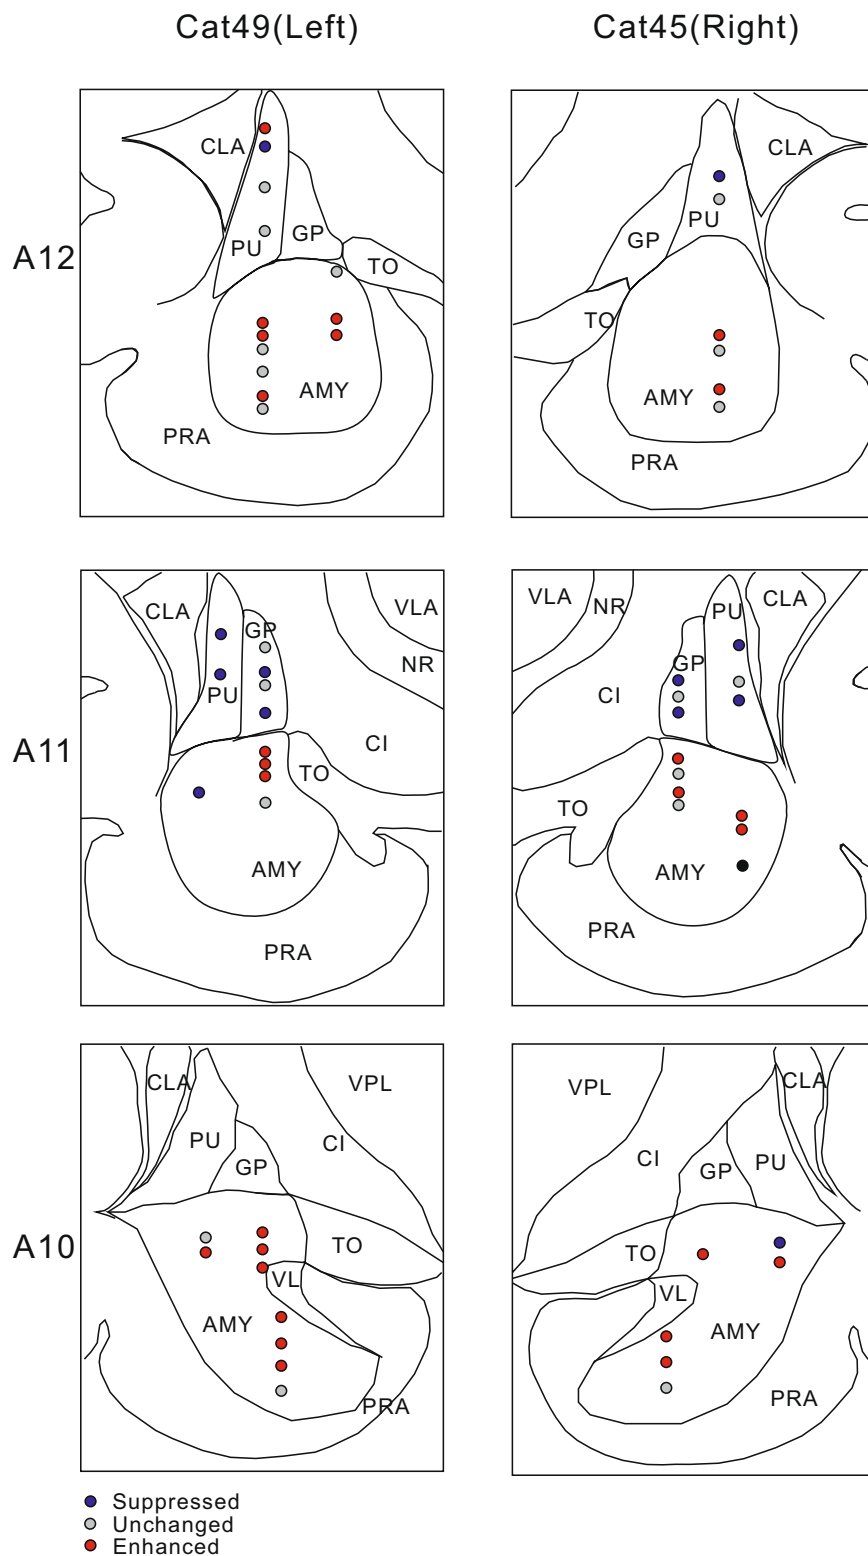 Cat49(Left) Cat45(Right)
A12
CLA
PU
GP
TO
AMY
PRA
CLA
PU
GP
TO
AMY
PRA
A11
CLA
GP
VLA
NR
PU
CI
TO
AMY
PRA
VLA
NR
PU
CLA
GP
CI
TO
AMY
PRA
A10
CLA
VPL
PU
CI
GP
TO
VL
AMY
PRA
VPL
CLA
CI
GP
PU
TO
VL
AMY
PRA
Suppressed
Unchanged
Enhanced